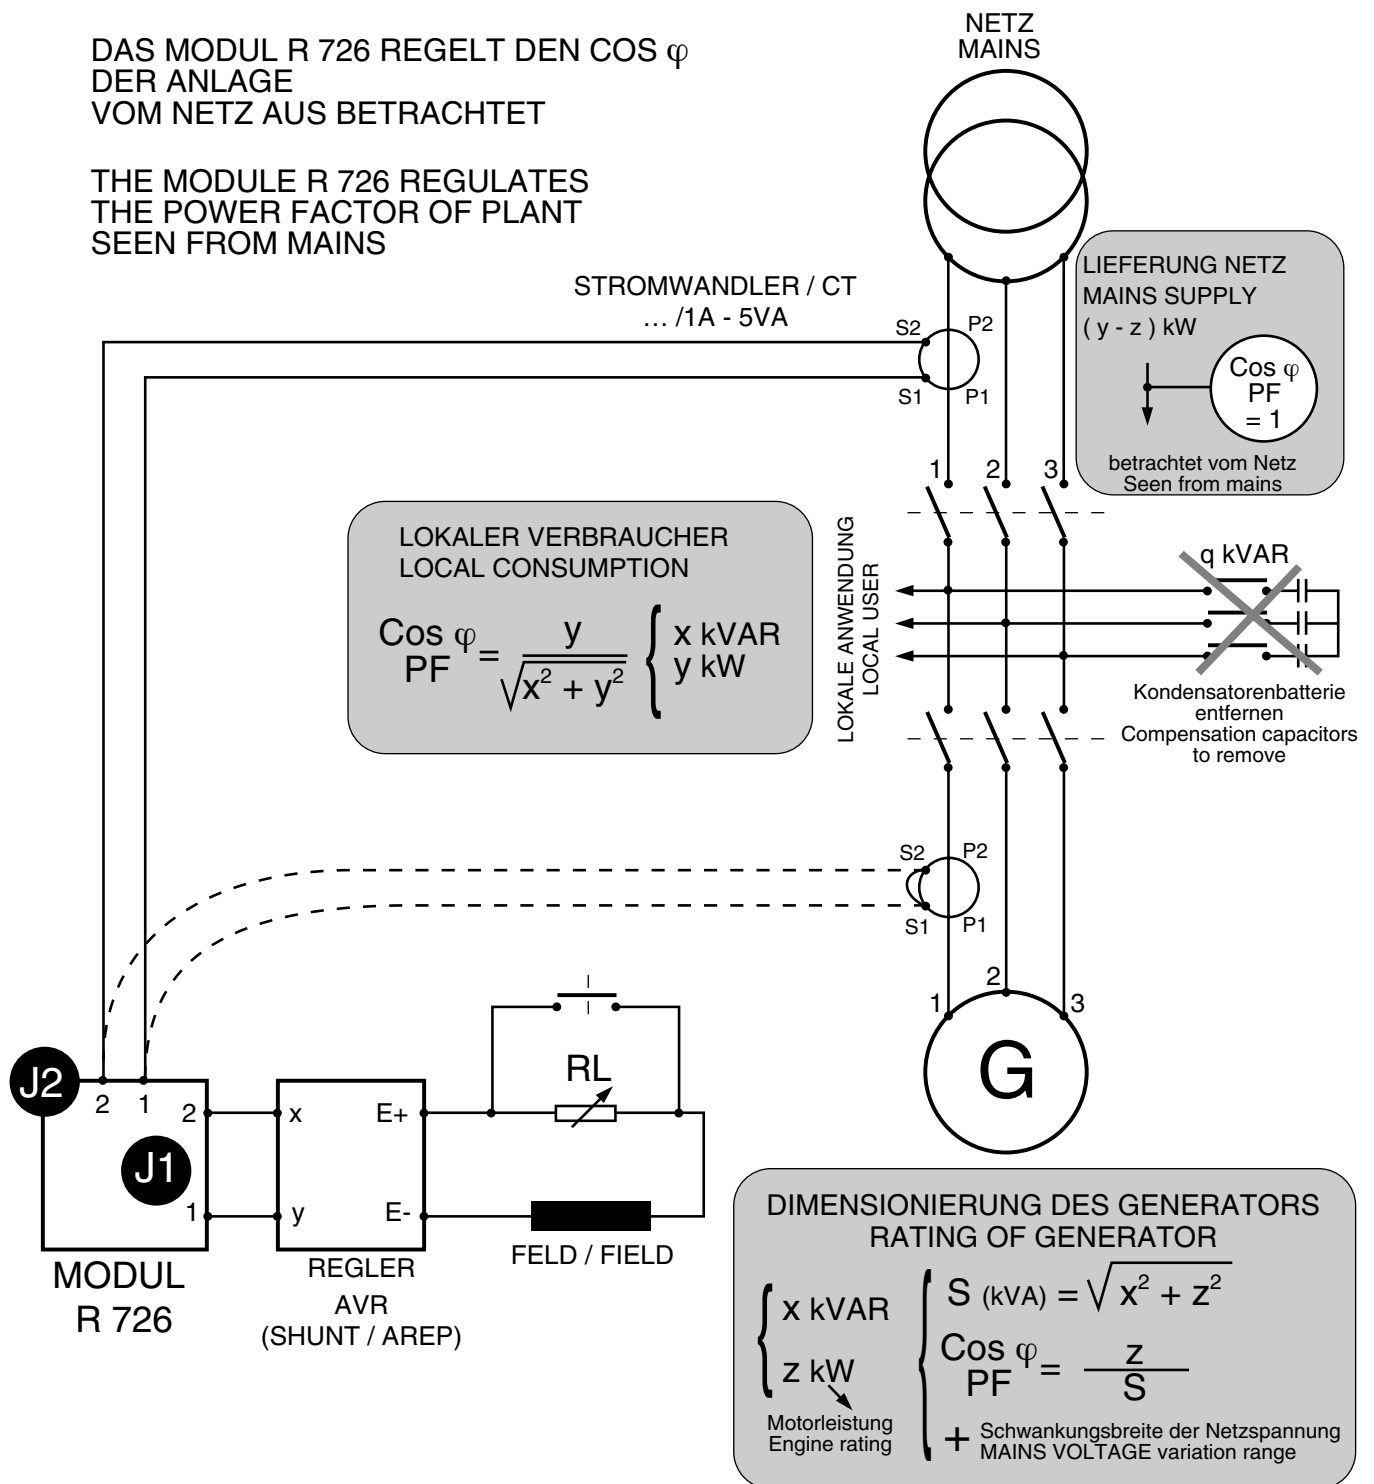 DAS MODUL R 726 REGELT DEN COS φ
DER ANLAGE
VOM NETZ AUS BETRACHTET
THE MODULE R 726 REGULATES
THE POWER FACTOR OF PLANT
SEEN FROM MAINS
NETZ
MAINS
STROMWANDLER / CT
... /1A - 5VA
S2
P2
S1
P1
LIEFERUNG NETZ
MAINS SUPPLY
( y - z ) kW
Cos φ
PF
= 1
betrachtet vom Netz
Seen from mains
1
2
3
LOKALER VERBRAUCHER
LOCAL CONSUMPTION
Cos φ / PF = y / √(x² + y²) { x kVAR
y kW
LOKALE ANWENDUNG
LOCAL USER
q kVAR
Kondensatorenbatterie
entfernen
Compensation capacitors
to remove
S2
P2
S1
P1
1
2
3
G
J2
2
1
2
J1
1
MODUL
R 726
x
E+
y
E-
REGLER
AVR
(SHUNT / AREP)
RL
FELD / FIELD
DIMENSIONIERUNG DES GENERATORS
RATING OF GENERATOR
{ x kVAR
z kW
Motorleistung
Engine rating
{ S (kVA) = √(x² + z²)
Cos φ / PF = z / S
+ Schwankungsbreite der Netzspannung
MAINS VOLTAGE variation range